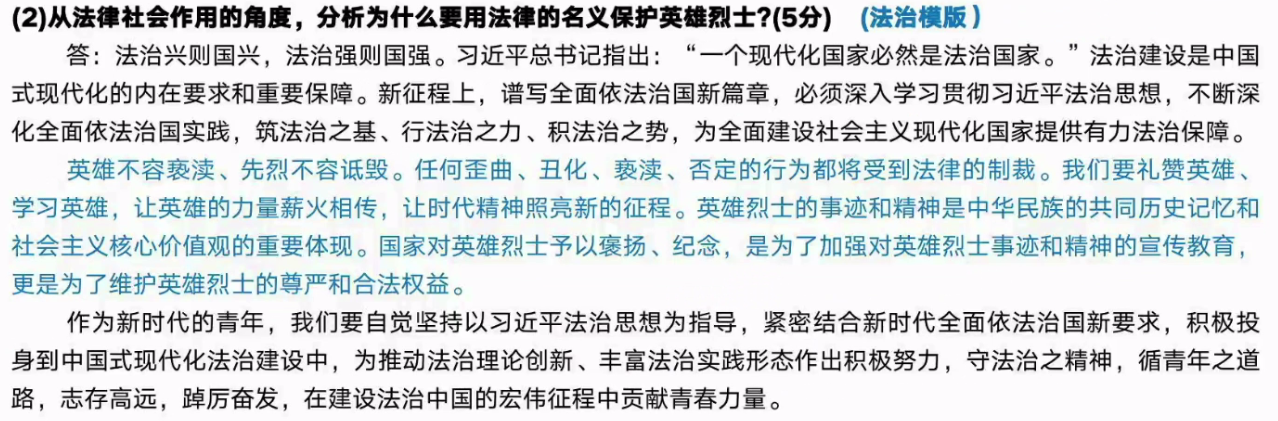 (2)从法律社会作用的角度，分析为什么要用法律的名义保护英雄烈士?(5分) (法治模版)
答：法治兴则国兴，法治强则国强。习近平总书记指出：“一个现代化国家必然是法治国家。”法治建设是中国
式现代化的内在要求和重要保障。新征程上，谱写全面依法治国新篇章，必须深入学习贯彻习近平法治思想，不断深
化全面依法治国实践，筑法治之基、行法治之力、积法治之势，为全面建设社会主义现代化国家提供有力法治保障。
英雄不容亵渎、先烈不容诋毁。任何歪曲、丑化、亵渎、否定的行为都将受到法律的制裁。我们要礼赞英雄、
学习英雄，让英雄的力量薪火相传，让时代精神照亮新的征程。英雄烈士的事迹和精神是中华民族的共同历史记忆和
社会主义核心价值观的重要体现。国家对英雄烈士予以褒扬、纪念，是为了加强对英雄烈士事迹和精神的宣传教育，
更是为了维护英雄烈士的尊严和合法权益。
作为新时代的青年，我们要自觉坚持以习近平法治思想为指导，紧密结合新时代全面依法治国新要求，积极投
身到中国式现代化法治建设中，为推动法治理论创新、丰富法治实践形态作出积极努力，守法治之精神，循青年之道
路，志存高远，踔厉奋发，在建设法治中国的宏伟征程中贡献青春力量。